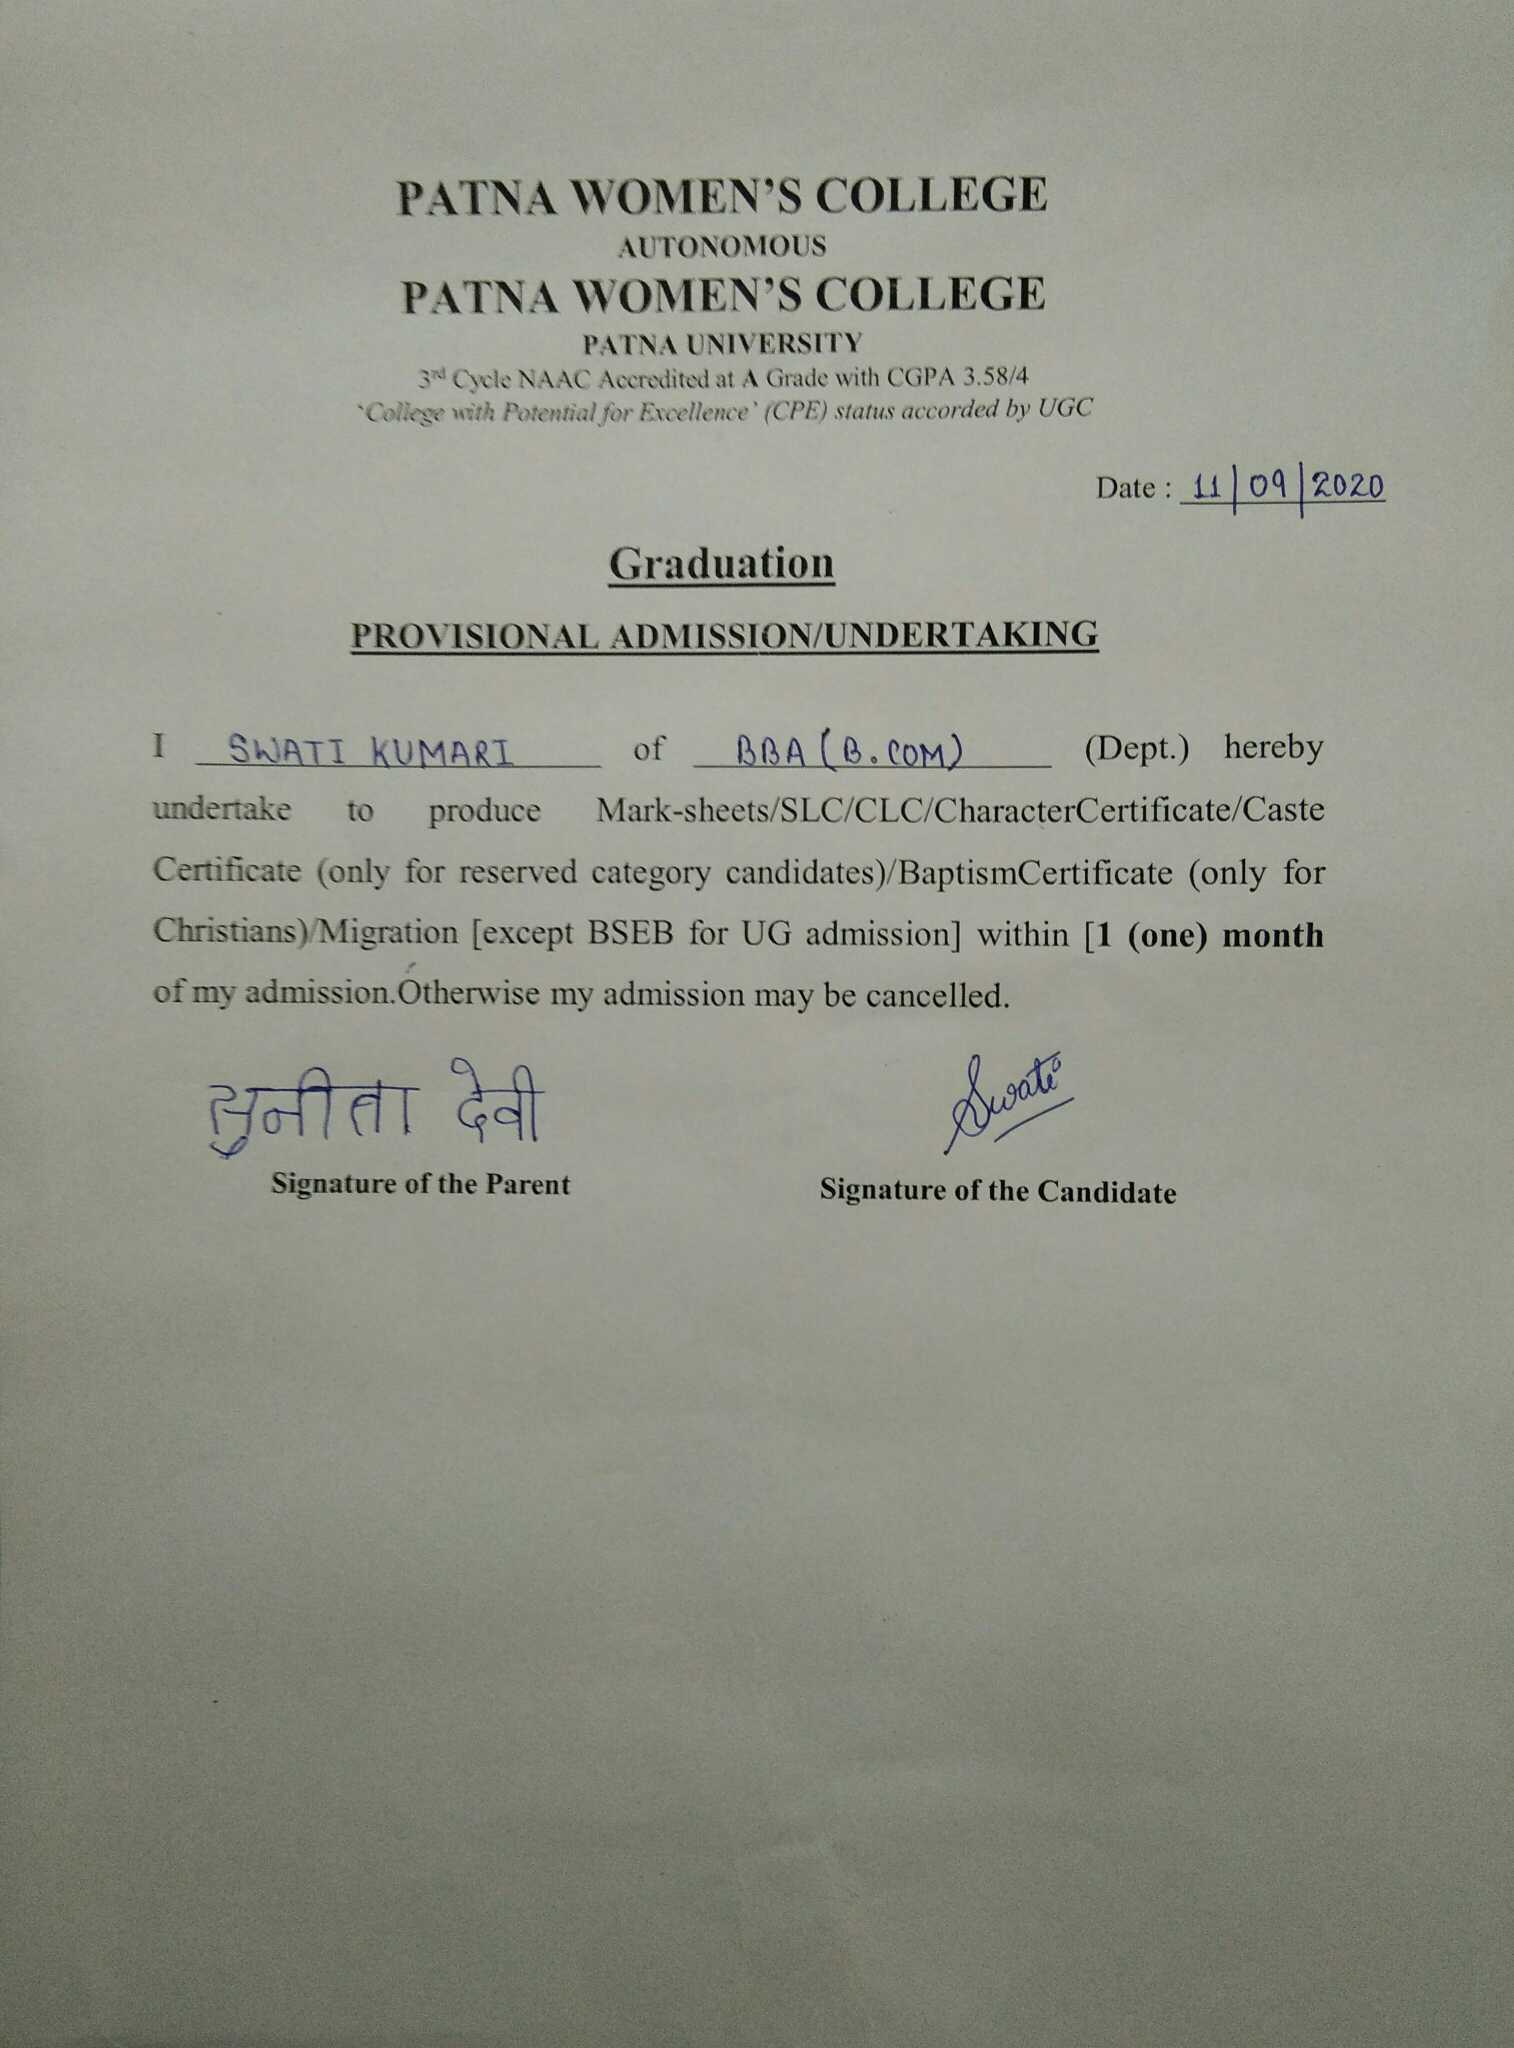 PATNA WOMEN'S COLLEGE
AUTONOMOUS
PATNA WOMEN'S COLLEGE
PATNA UNIVERSITY
3rd Cycle NAAC Accredited at A Grade with CGPA 3.58/4
'College with Potential for Excellence' (CPE) status accorded by UGC
Date : 11/09/2020
Graduation
PROVISIONAL ADMISSION/UNDERTAKING
I SWATI KUMARI of BBA (B.COM) (Dept.) hereby
undertake to produce Mark-sheets/SLC/CLC/CharacterCertificate/Caste
Certificate (only for reserved category candidates)/BaptismCertificate (only for
Christians)/Migration [except BSEB for UG admission] within [1 (one) month
of my admission.Otherwise my admission may be cancelled.
सुनीता देवी Swati
Signature of the Parent Signature of the Candidate